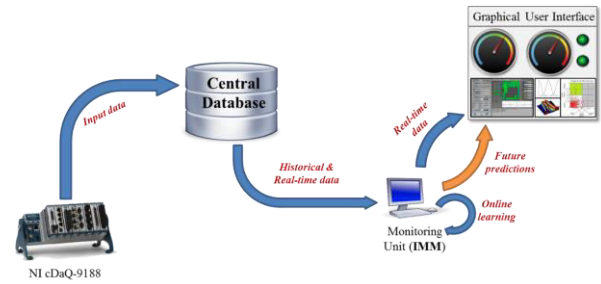 Graphical User Interface
Central
Database
Input data
Real-time
data
Historical &
Real-time data
Future
predictions
Online
learning
Monitoring
Unit (IMM)
NI cDaQ-9188